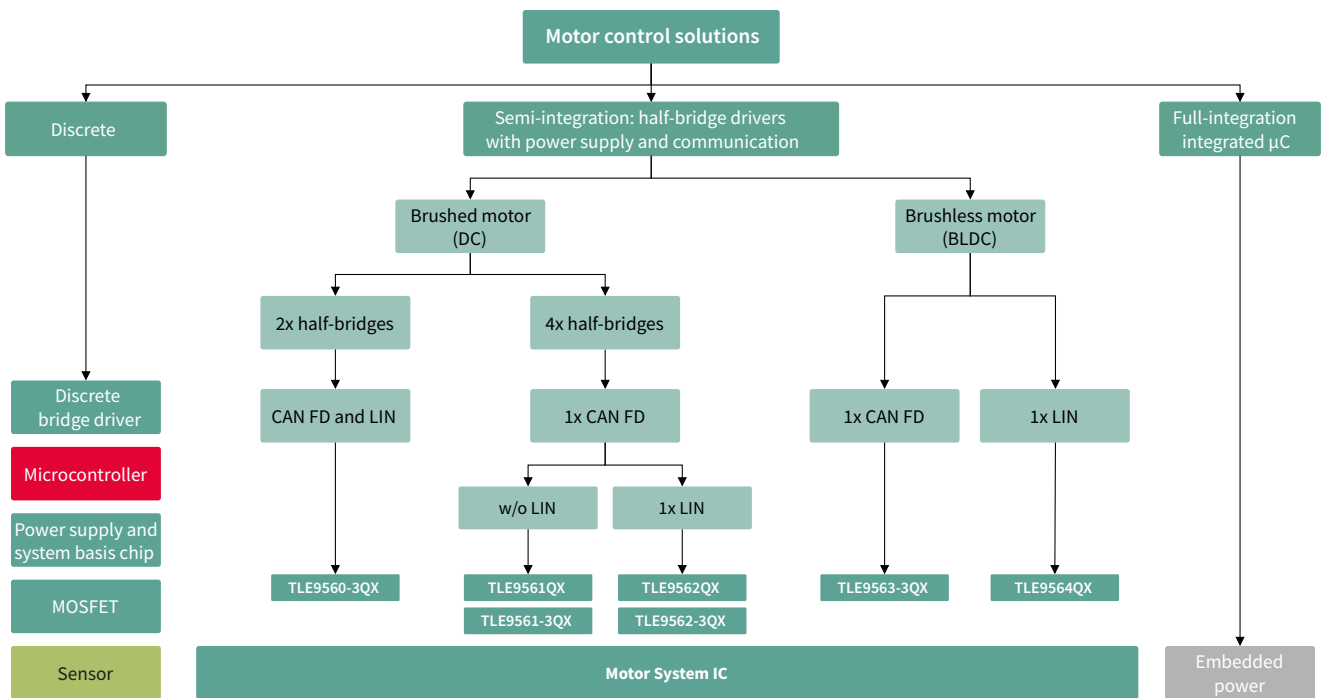 Motor control solutions
Discrete
Semi-integration: half-bridge drivers
with power supply and communication
Full-integration
integrated µC
Brushed motor
(DC)
Brushless motor
(BLDC)
2x half-bridges
4x half-bridges
CAN FD and LIN
1x CAN FD
1x CAN FD
1x LIN
w/o LIN
1x LIN
TLE9560-3QX
TLE9561QX
TLE9562QX
TLE9563-3QX
TLE9564QX
TLE9561-3QX
TLE9562-3QX
Discrete
bridge driver
Microcontroller
Power supply and
system basis chip
MOSFET
Sensor
Motor System IC
Embedded
power